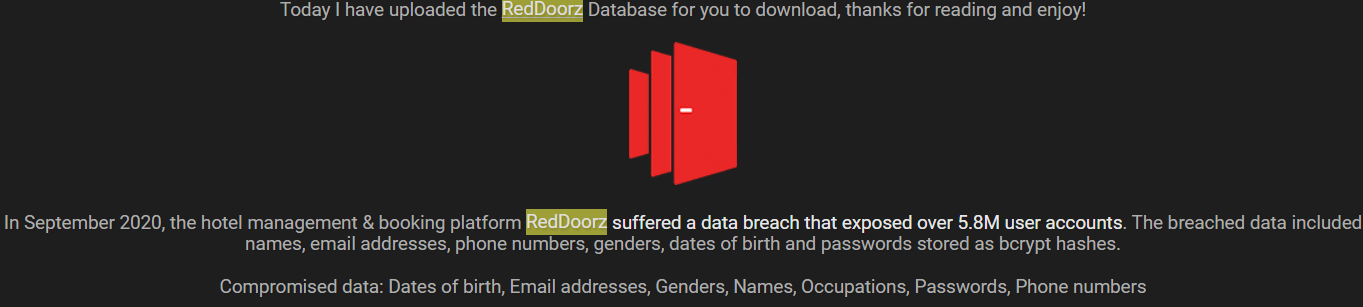 Today I have uploaded the RedDoorz Database for you to download, thanks for reading and enjoy!
In September 2020, the hotel management & booking platform RedDoorz suffered a data breach that exposed over 5.8M user accounts. The breached data included
names, email addresses, phone numbers, genders, dates of birth and passwords stored as bcrypt hashes.
Compromised data: Dates of birth, Email addresses, Genders, Names, Occupations, Passwords, Phone numbers